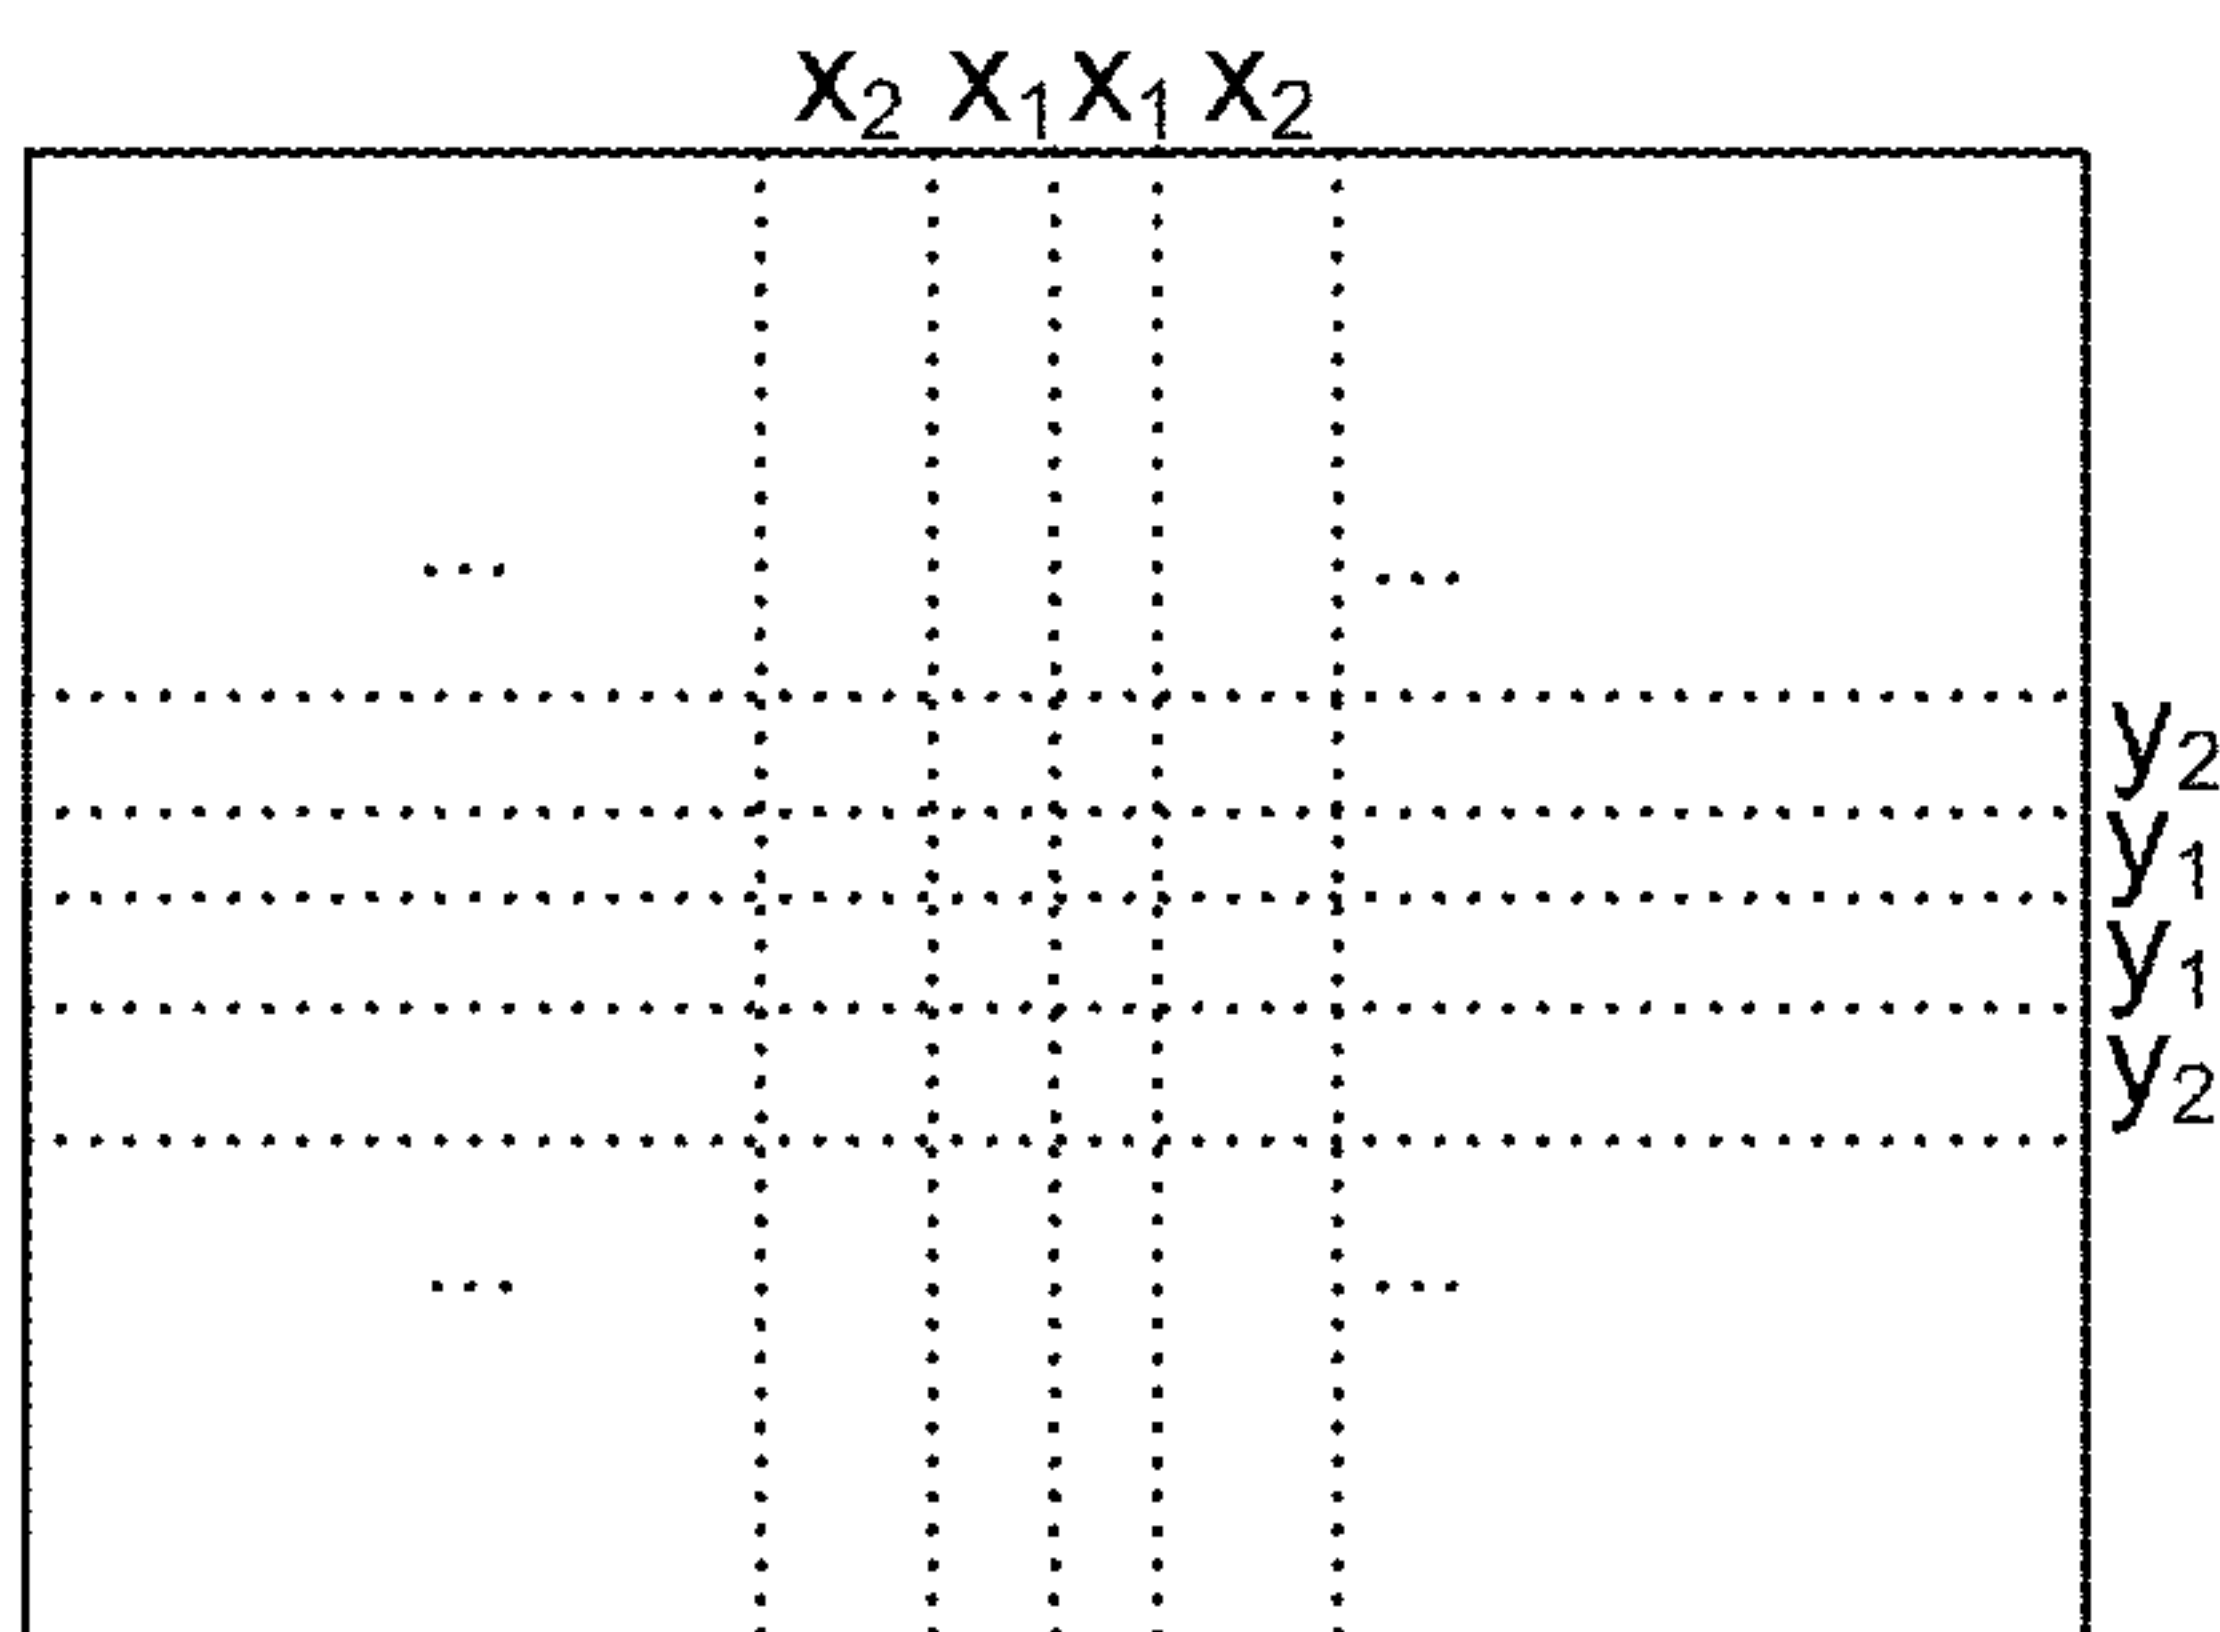 x₂ x₁ x₁ x₂
...
...
y₂
y₁
y₁
y₂
...
...